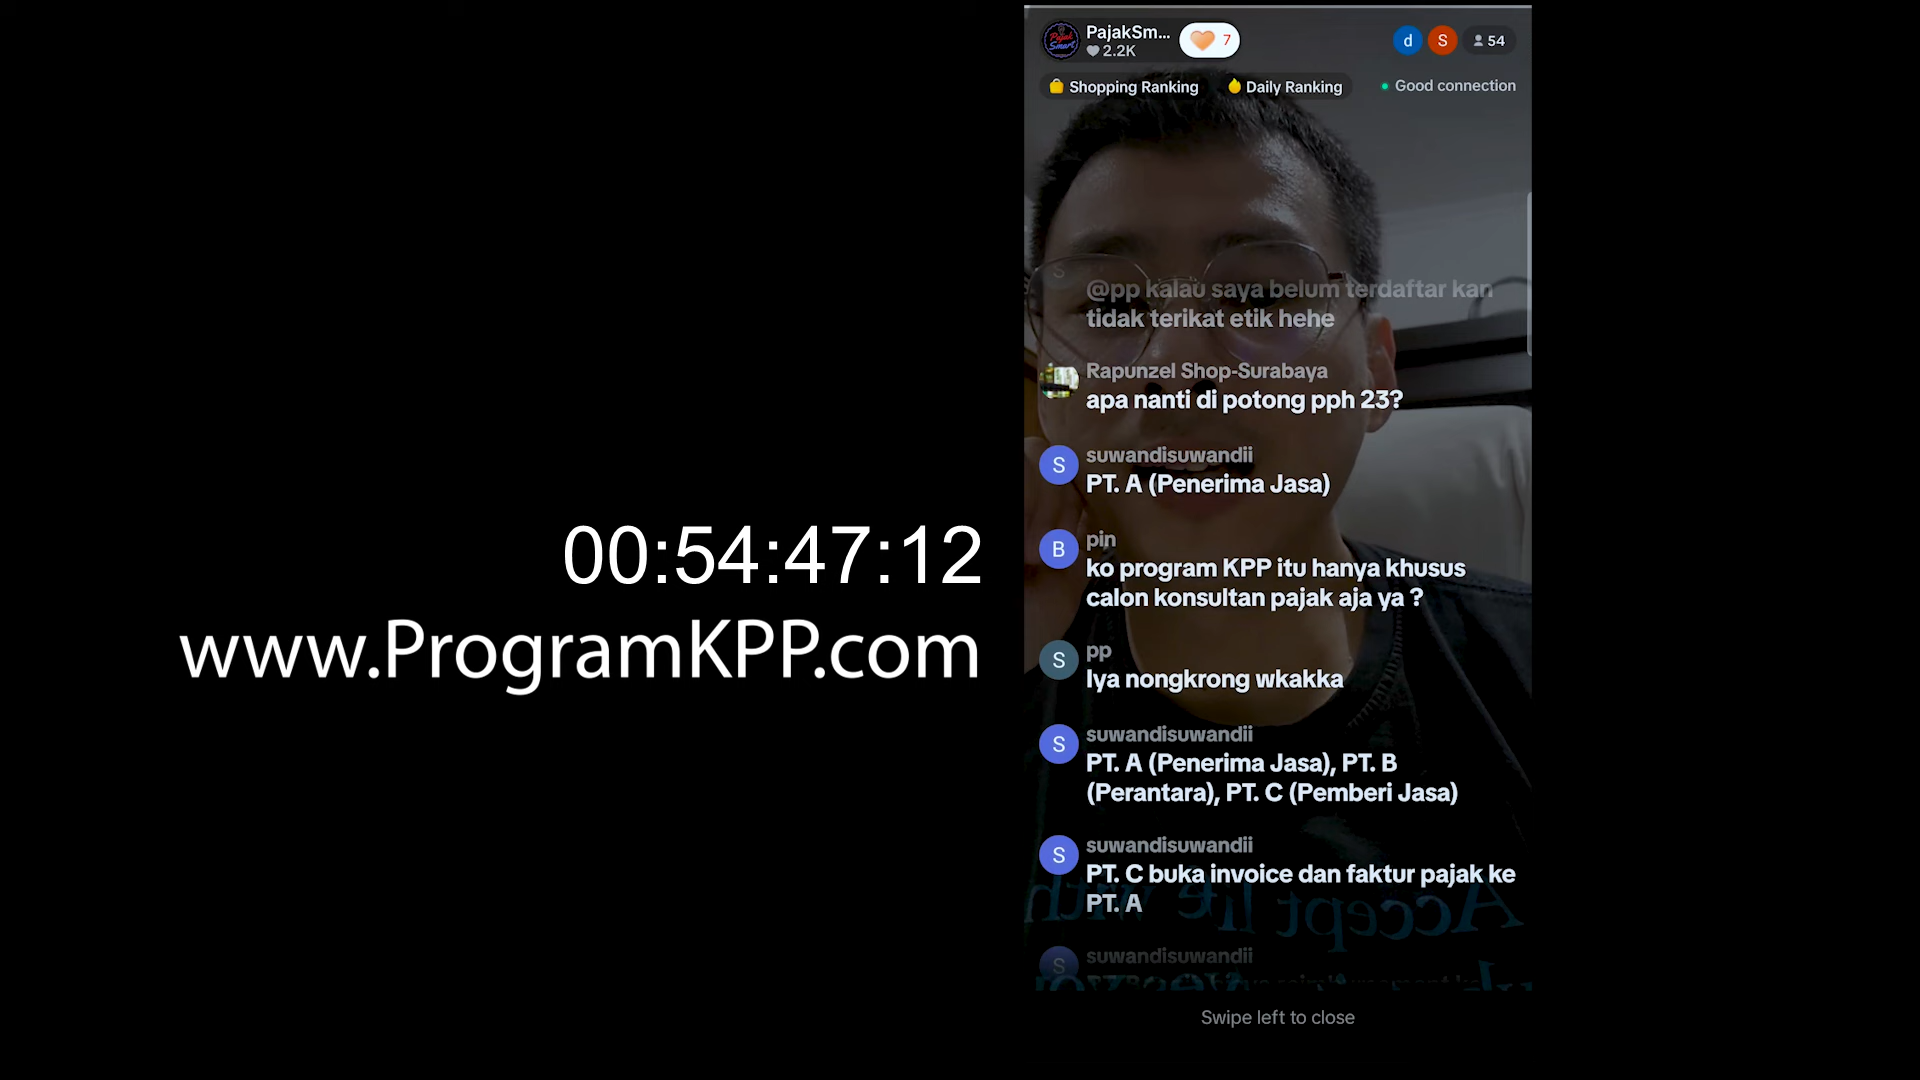 00:54:47:12
www.ProgramKPP.com
Pajak
Smart
PajakSm...
2.2K
7
d
S
54
Shopping Ranking
Daily Ranking
Good connection
S
@pp kalau saya belum terdaftar kan
tidak terikat etik hehe
Rapunzel Shop-Surabaya
apa nanti di potong pph 23?
S
suwandisuwandii
PT. A (Penerima Jasa)
B
pin
ko program KPP itu hanya khusus
calon konsultan pajak aja ya ?
S
pp
Iya nongkrong wkakka
S
suwandisuwandii
PT. A (Penerima Jasa), PT. B
(Perantara), PT. C (Pemberi Jasa)
S
suwandisuwandii
PT. C buka invoice dan faktur pajak ke
PT. A
Accept life
S
suwandisuwandii
Swipe left to close